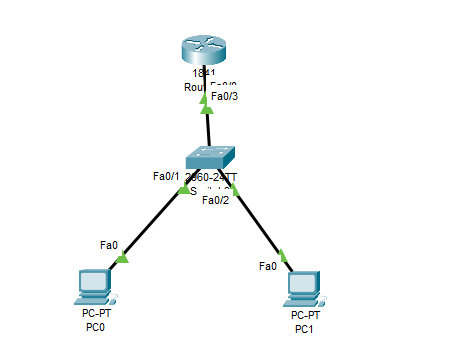 1841
Fa0/3
Fa0/1
2960-24TT
Fa0/2
Fa0
Fa0
PC-PT
PC0
PC-PT
PC1